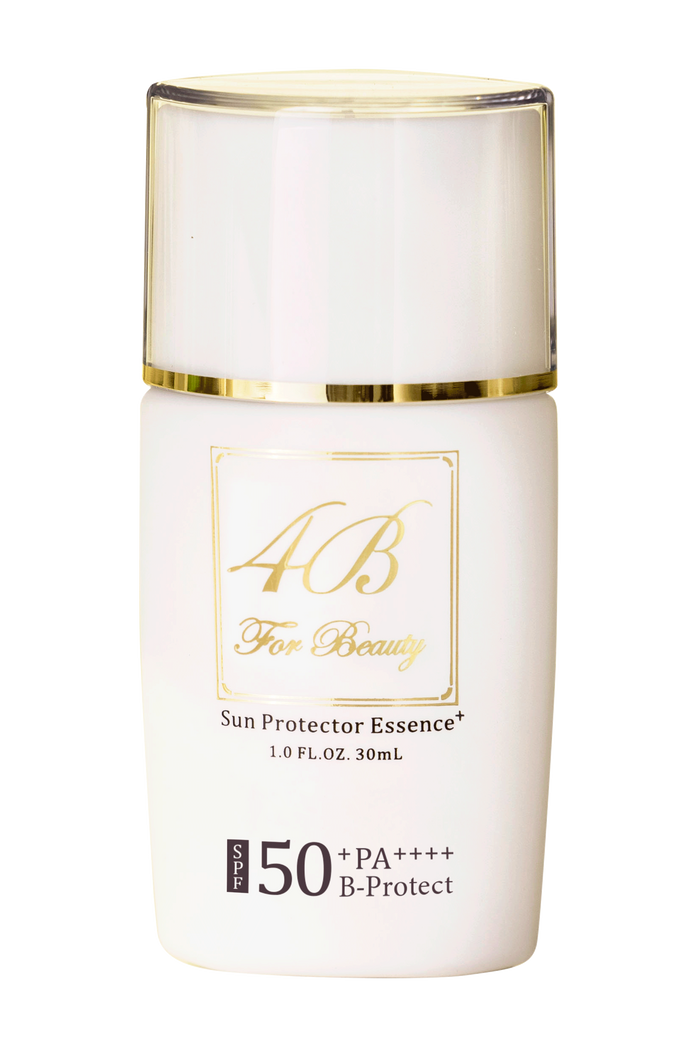 4B
For Beauty
Sun Protector Essence+
1.0 FL.OZ. 30mL
SPF 50+PA++++
B-Protect